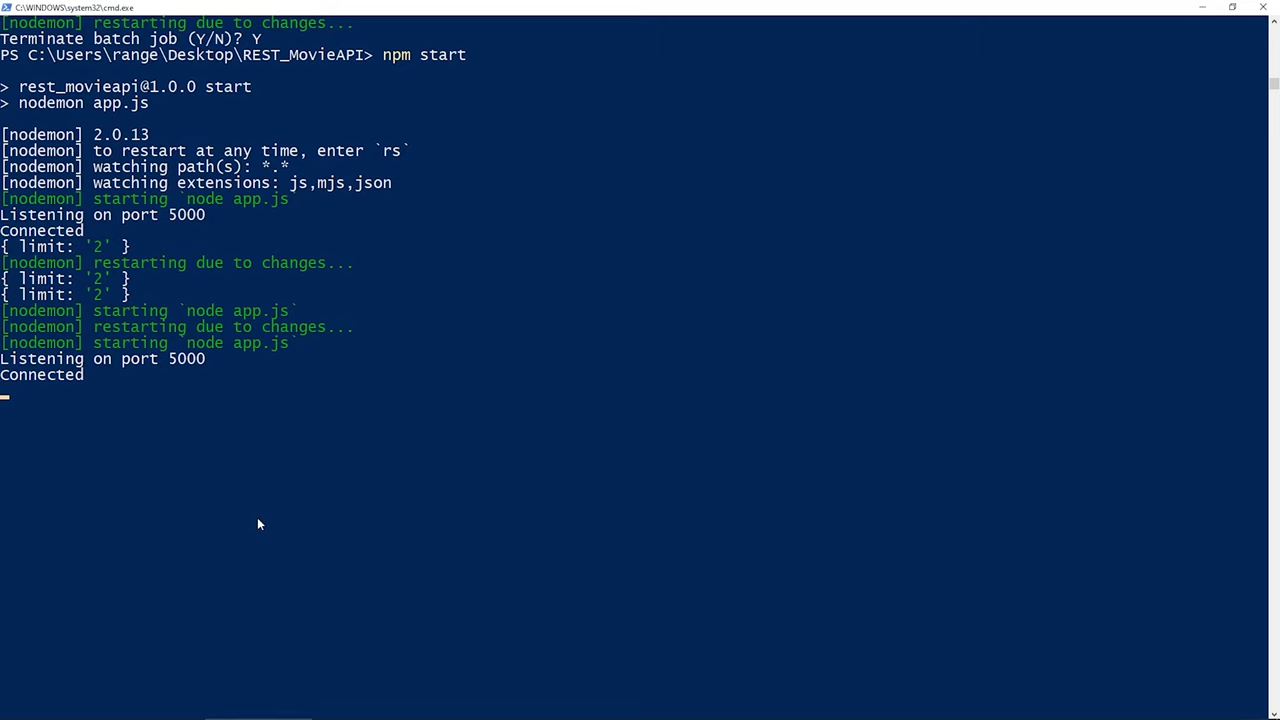 C:\WINDOWS\system32\cmd.exe
[nodemon] restarting due to changes...
Terminate batch job (Y/N)? Y
PS C:\Users\range\Desktop\REST_MovieAPI> npm start
> rest_movieapi@1.0.0 start
> nodemon app.js
[nodemon] 2.0.13
[nodemon] to restart at any time, enter `rs`
[nodemon] watching path(s): *.*
[nodemon] watching extensions: js,mjs,json
[nodemon] starting `node app.js
Listening on port 5000
Connected
{ limit: '2' }
[nodemon] restarting due to changes...
{ limit: '2' }
{ limit: '2' }
[nodemon] starting `node app.js`
[nodemon] restarting due to changes...
[nodemon] starting `node app.js`
Listening on port 5000
Connected